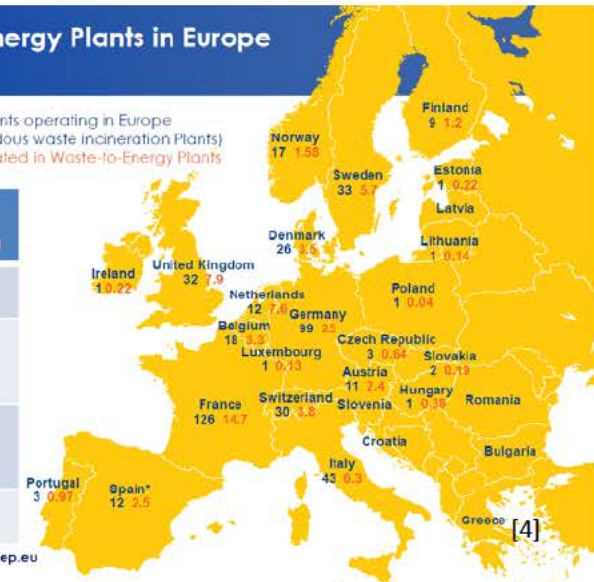 nergy Plants in Europe
nts operating in Europe
dous waste incineration Plants)
ated in Waste-to-Energy Plants
Finland
9 1.2
Norway
17 1.58
Sweden
33 5.7
Estonia
1 0.22
Latvia
Denmark
26 3.5
Lithuania
1 0.14
Ireland
1 0.22
United Kingdom
32 7.9
Poland
1 0.04
Netherlands
12 7.6
Germany
99 25
Belgium
18 3.3
Czech Republic
3 0.64
Luxembourg
1 0.13
Slovakia
2 0.19
Austria
11 2.4
Hungary
1 0.38
France
126 14.7
Switzerland
30 3.8
Slovenia
Romania
Croatia
Bulgaria
Italy
43 6.3
Portugal
3 0.97
Spain*
12 2.5
Greece
[4]
ep.eu